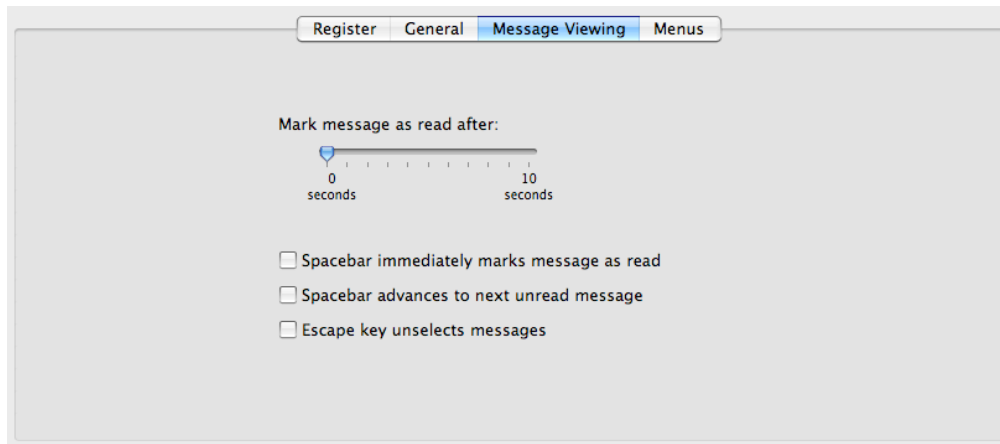 Register General Message Viewing Menus
Mark message as read after:
0 10
seconds seconds
Spacebar immediately marks message as read
Spacebar advances to next unread message
Escape key unselects messages